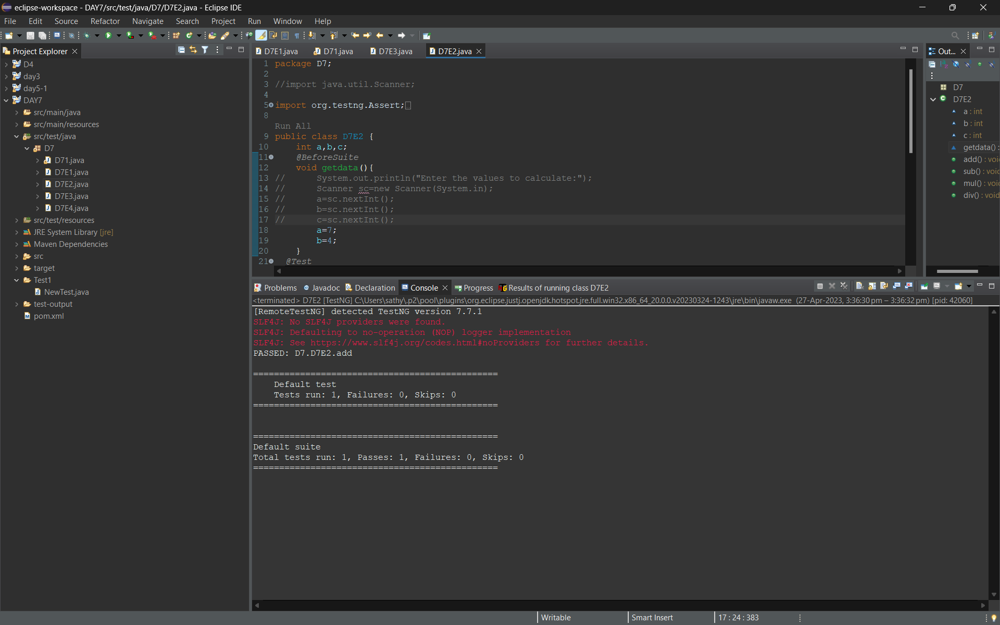 eclipse-workspace - DAY7/src/test/java/D7/D7E2.java - Eclipse IDE
File Edit Source Refactor Navigate Search Project Run Window Help
Project Explorer
D4
day3
day5-1
DAY7
src/main/java
src/main/resources
src/test/java
D7
D71.java
D7E1.java
D7E2.java
D7E3.java
D7E4.java
src/test/resources
JRE System Library [jre]
Maven Dependencies
src
target
Test1
NewTest.java
test-output
pom.xml
D7E1.java D71.java D7E3.java D7E2.java
1 package D7;
2
3 //import java.util.Scanner;
4
5 import org.testng.Assert;
8
Run All
9 public class D7E2 {
10 int a,b,c;
11 @BeforeSuite
12 void getdata(){
13 // System.out.println("Enter the values to calculate:");
14 // Scanner sc=new Scanner(System.in);
15 // a=sc.nextInt();
16 // b=sc.nextInt();
17 // c=sc.nextInt();
18 a=7;
19 b=4;
20 }
21 @Test
Out...
D7
D7E2
a : int
b : int
c : int
getdata() :
add() : voi
sub() : voi
mul() : voi
div() : void
Problems Javadoc Declaration Console Progress Results of running class D7E2
<terminated> D7E2 [TestNG] C:\Users\sathy\.p2\pool\plugins\org.eclipse.justj.openjdk.hotspot.jre.full.win32.x86_64_20.0.0.v20230324-1243\jre\bin\javaw.exe (27-Apr-2023, 3:36:30 pm – 3:36:32 pm) [pid: 42060]
[RemoteTestNG] detected TestNG version 7.7.1
SLF4J: No SLF4J providers were found.
SLF4J: Defaulting to no-operation (NOP) logger implementation
SLF4J: See https://www.slf4j.org/codes.html#noProviders for further details.
PASSED: D7.D7E2.add
===============================================
Default test
Tests run: 1, Failures: 0, Skips: 0
===============================================
===============================================
Default suite
Total tests run: 1, Passes: 1, Failures: 0, Skips: 0
===============================================
Writable Smart Insert 17 : 24 : 383